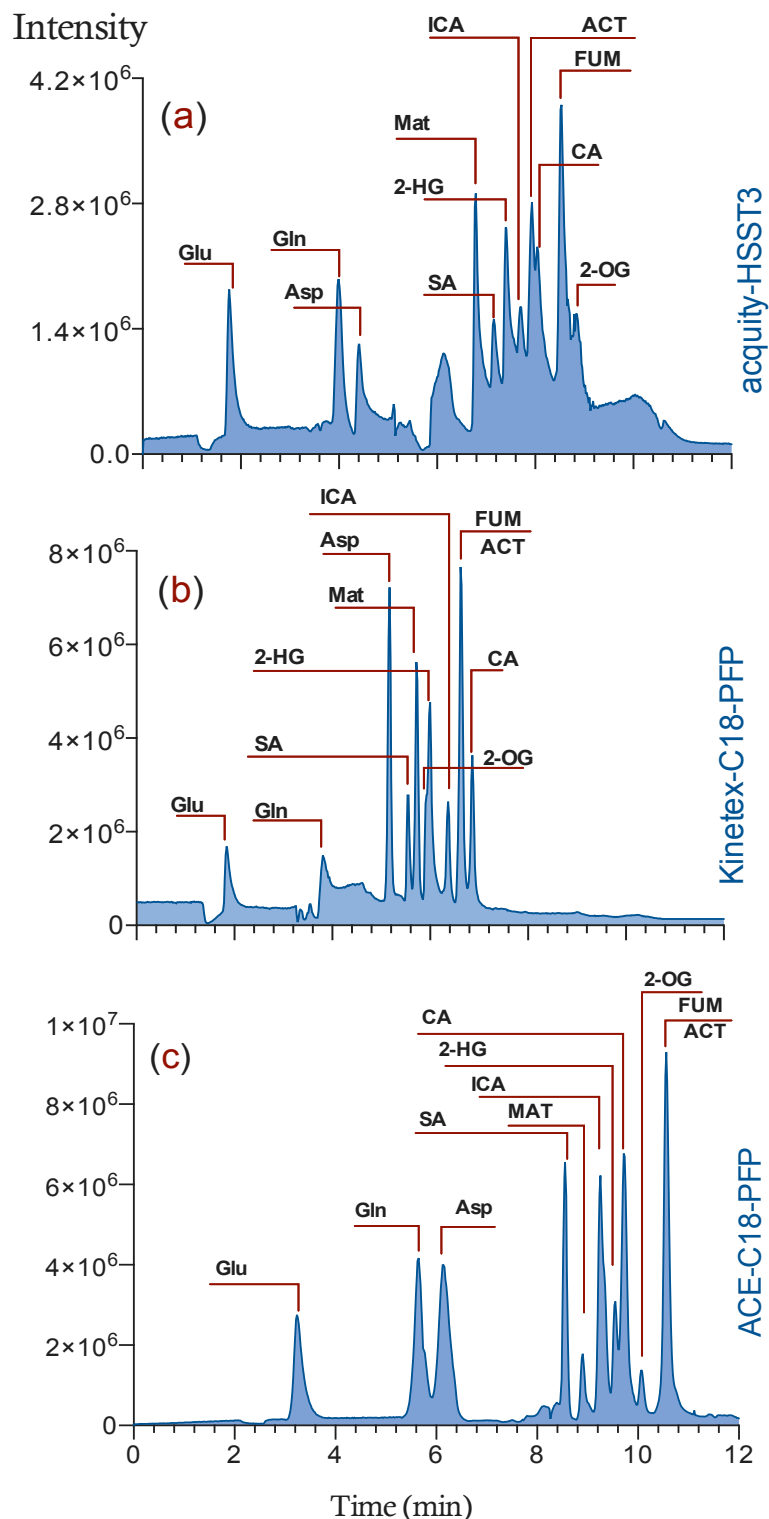 Intensity
(a)
4.2×10⁶
2.8×10⁶
1.4×10⁶
0.0
ICA
ACT
FUM
Mat
CA
2-HG
Gln
Glu
2-OG
SA
Asp
acquity-HSST3
(b)
8×10⁶
6×10⁶
4×10⁶
2×10⁶
0
ICA
FUM
Asp
ACT
Mat
2-HG
CA
SA
2-OG
Glu
Gln
Kinetex-C18-PFP
(c)
1×10⁷
8×10⁶
6×10⁶
4×10⁶
2×10⁶
0
2-OG
FUM
CA
ACT
2-HG
ICA
MAT
SA
Gln
Asp
Glu
ACE-C18-PFP
0 2 4 6 8 10 12
Time (min)